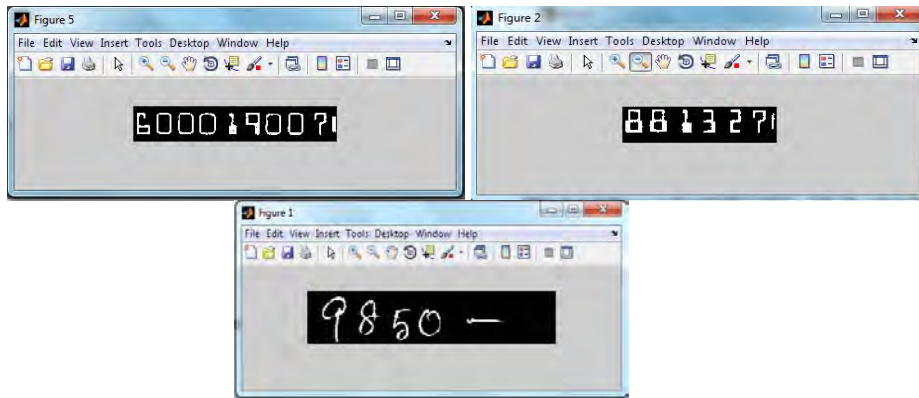 Figure 5
File Edit View Insert Tools Desktop Window Help
600019007
Figure 2
File Edit View Insert Tools Desktop Window Help
881327
Figure 1
File Edit View Insert Tools Desktop Window Help
9850 —